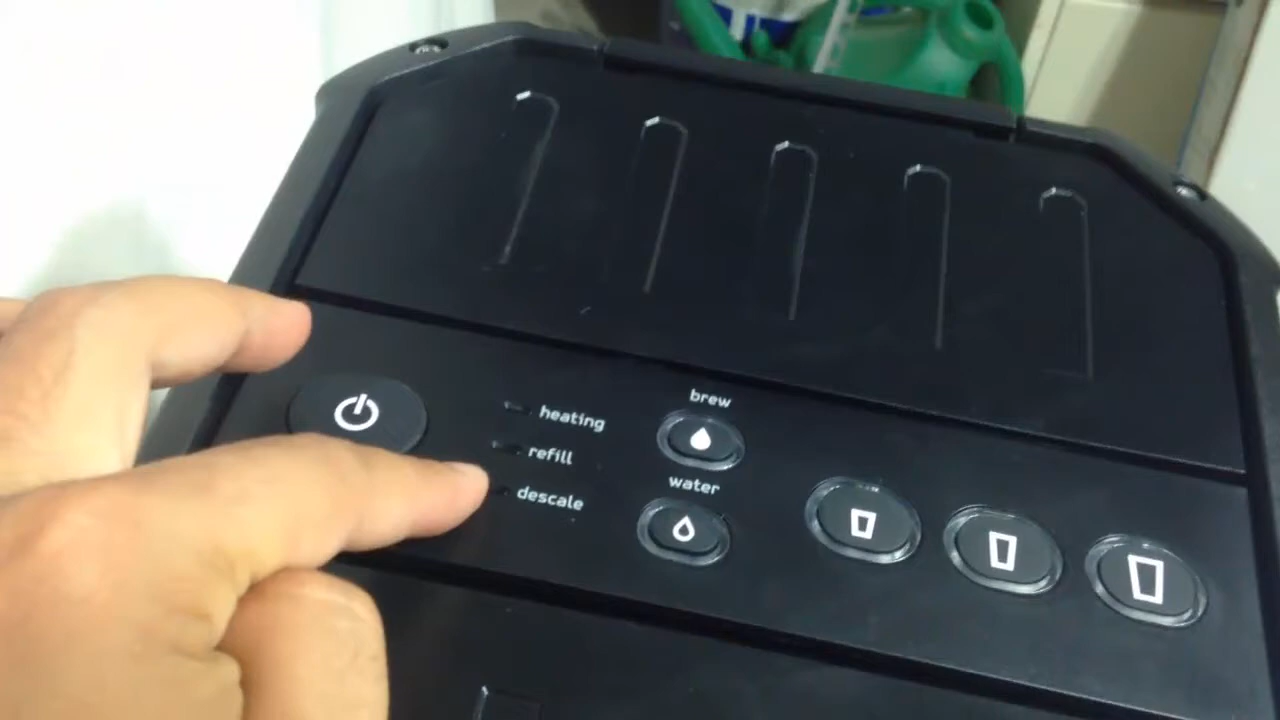 heating
refill
descale
brew
water